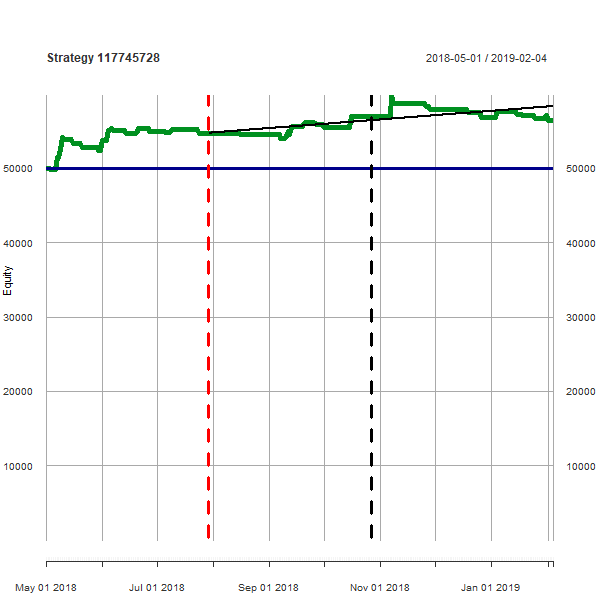 Strategy 117745728
2018-05-01 / 2019-02-04
50000
50000
40000
40000
Equity
30000
30000
20000
20000
10000
10000
May 01 2018
Jul 01 2018
Sep 01 2018
Nov 01 2018
Jan 01 2019